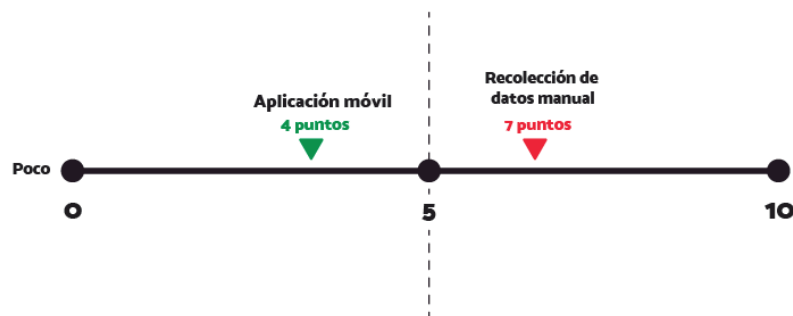 Aplicación móvil
4 puntos
Recolección de
datos manual
7 puntos
Poco
0
5
10